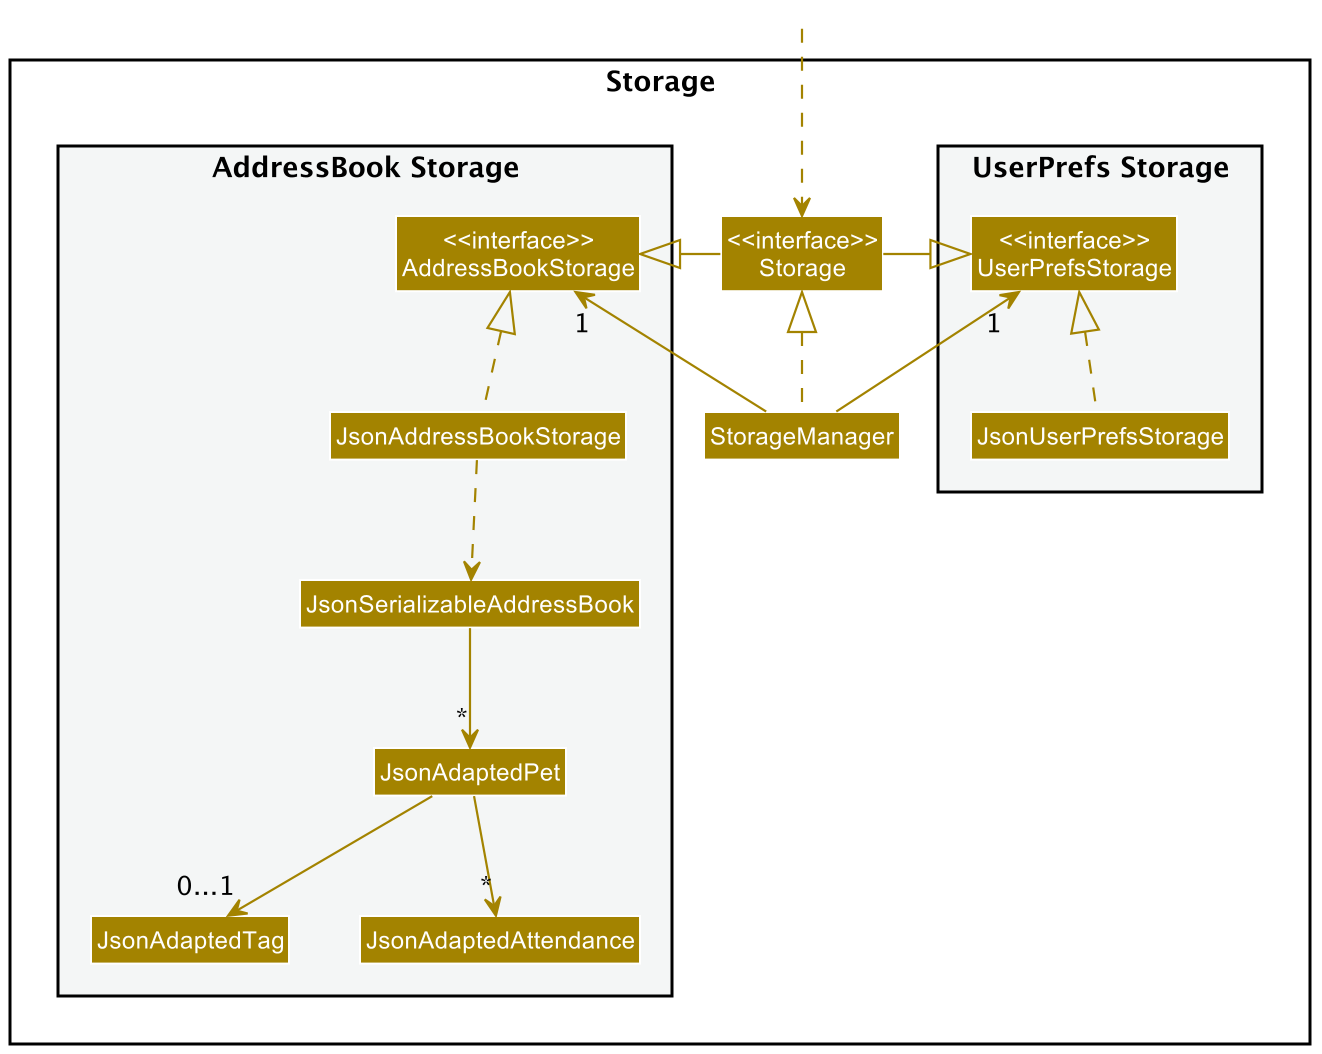 Storage
AddressBook Storage
UserPrefs Storage
<<interface>>
AddressBookStorage
<<interface>>
Storage
<<interface>>
UserPrefsStorage
1
1
JsonAddressBookStorage
StorageManager
JsonUserPrefsStorage
JsonSerializableAddressBook
*
JsonAdaptedPet
0...1
*
JsonAdaptedTag
JsonAdaptedAttendance